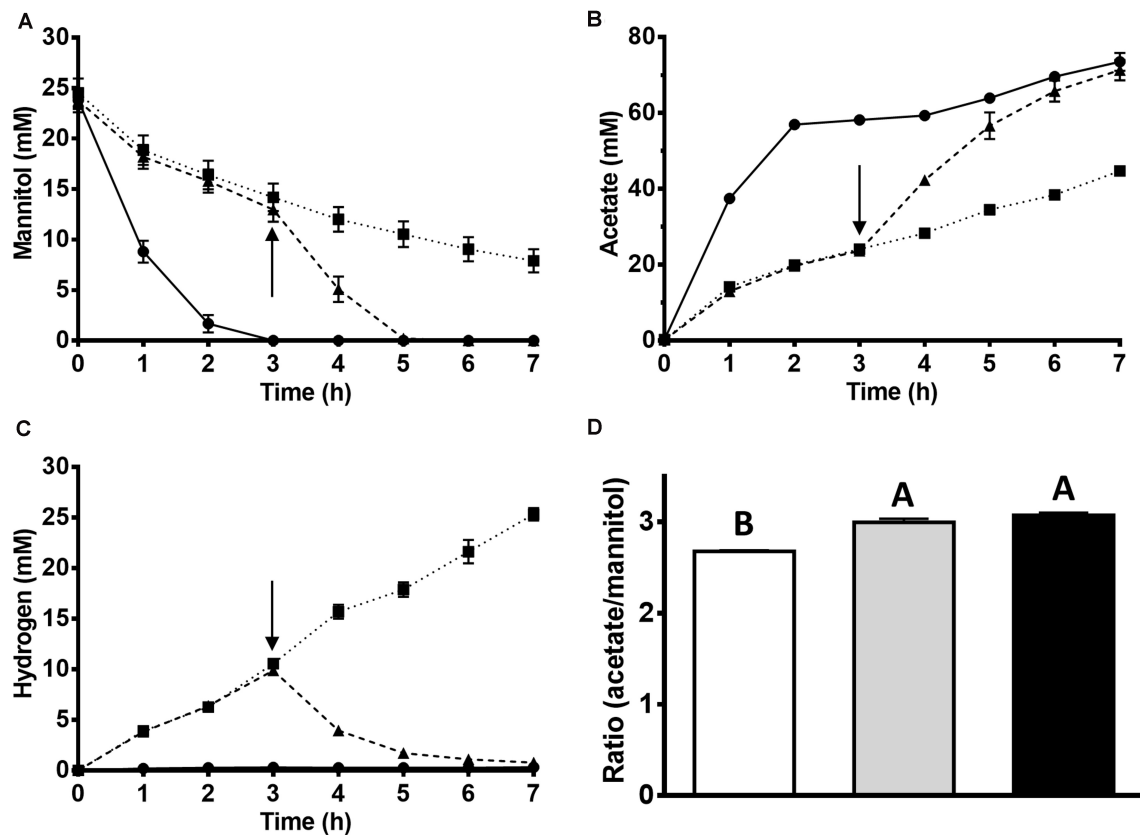 A
30
25
20
15
10
5
0
Mannitol (mM)
0 1 2 3 4 5 6 7
Time (h)
B
80
60
40
20
0
Acetate (mM)
0 1 2 3 4 5 6 7
Time (h)
C
30
25
20
15
10
5
0
Hydrogen (mM)
0 1 2 3 4 5 6 7
Time (h)
D
3
2
1
0
Ratio (acetate/mannitol)
B A A